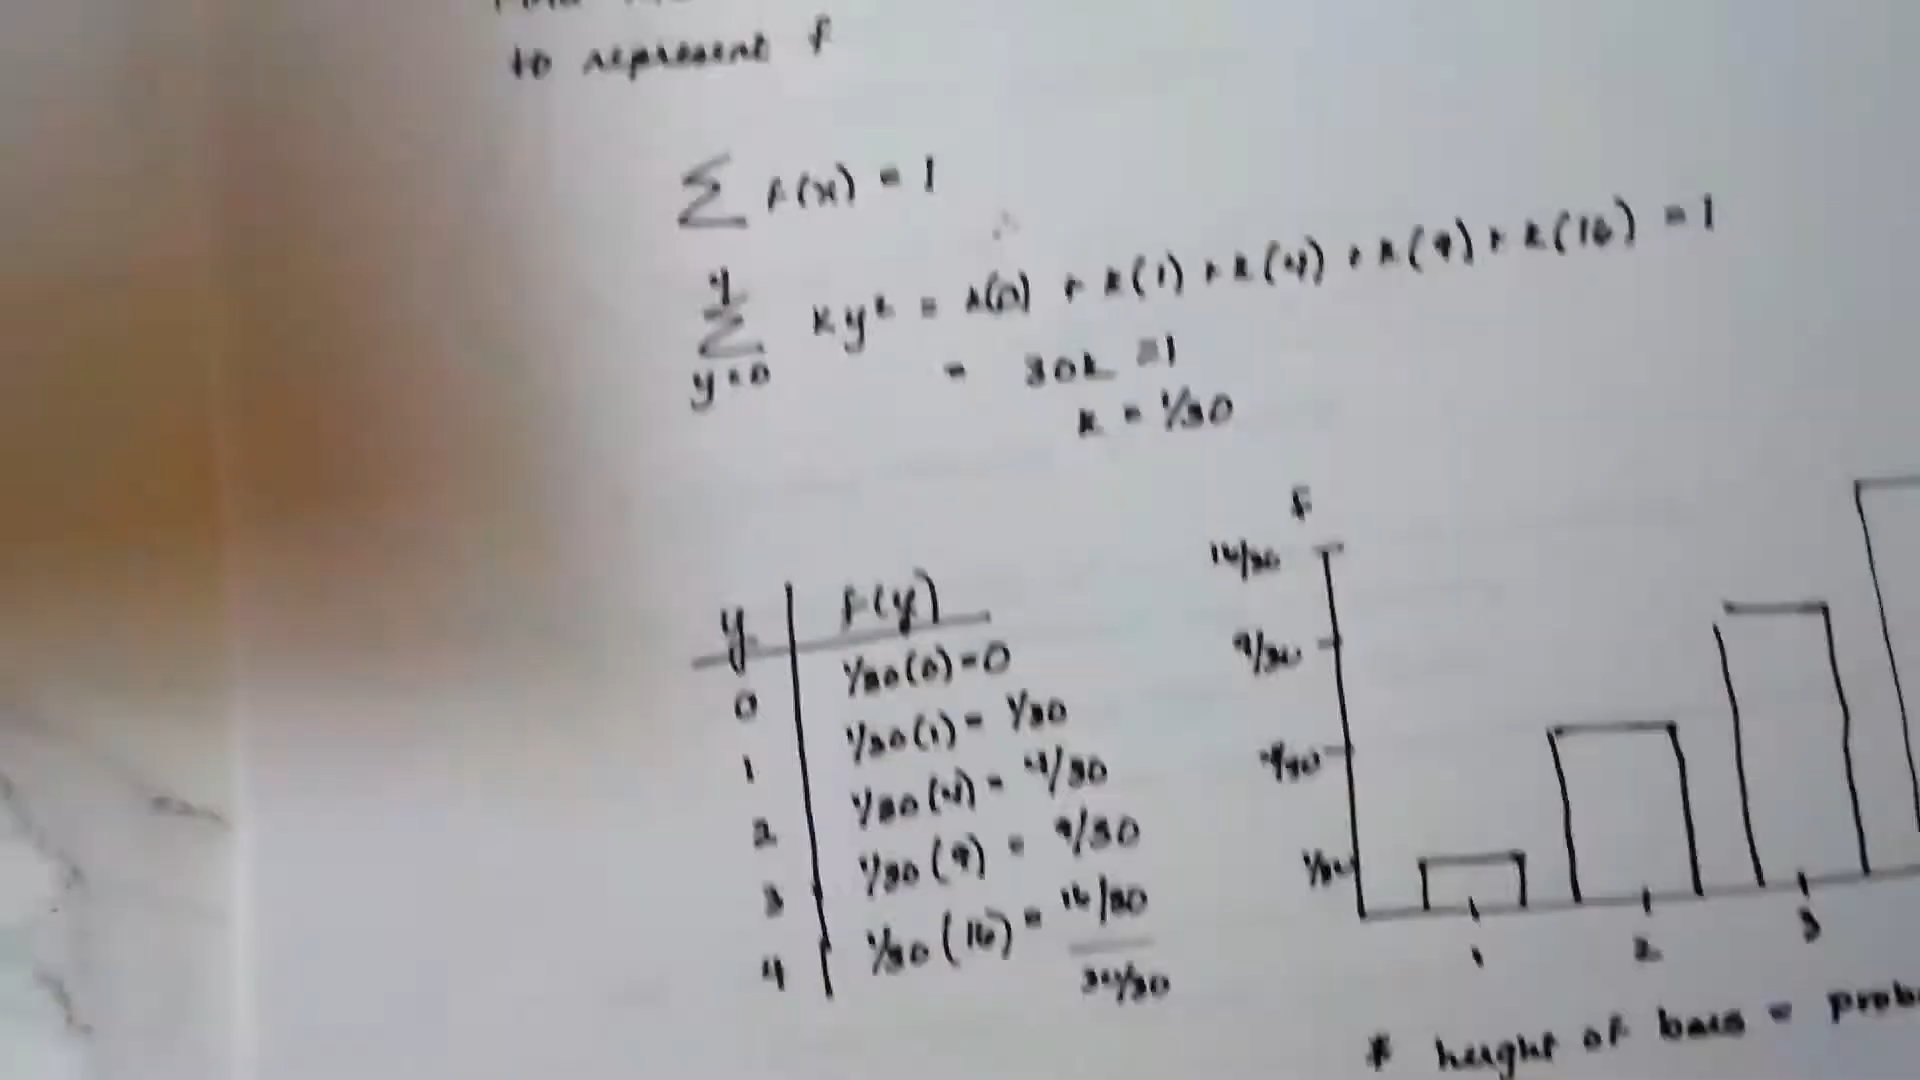 to represent f
∑ f(x) = 1
4
∑ ky² = k(0) + k(1) + k(4) + k(9) + k(16) = 1
y=0
= 30k = 1
k = 1/30
y f(y)
0 1/30(0) = 0
1 1/30(1) = 1/30
2 1/30(4) = 4/30
3 1/30(9) = 9/30
4 1/30(16) = 16/30
30/30
f
16/30
9/30
4/30
1/30
1 2 3
* height of bars = prob